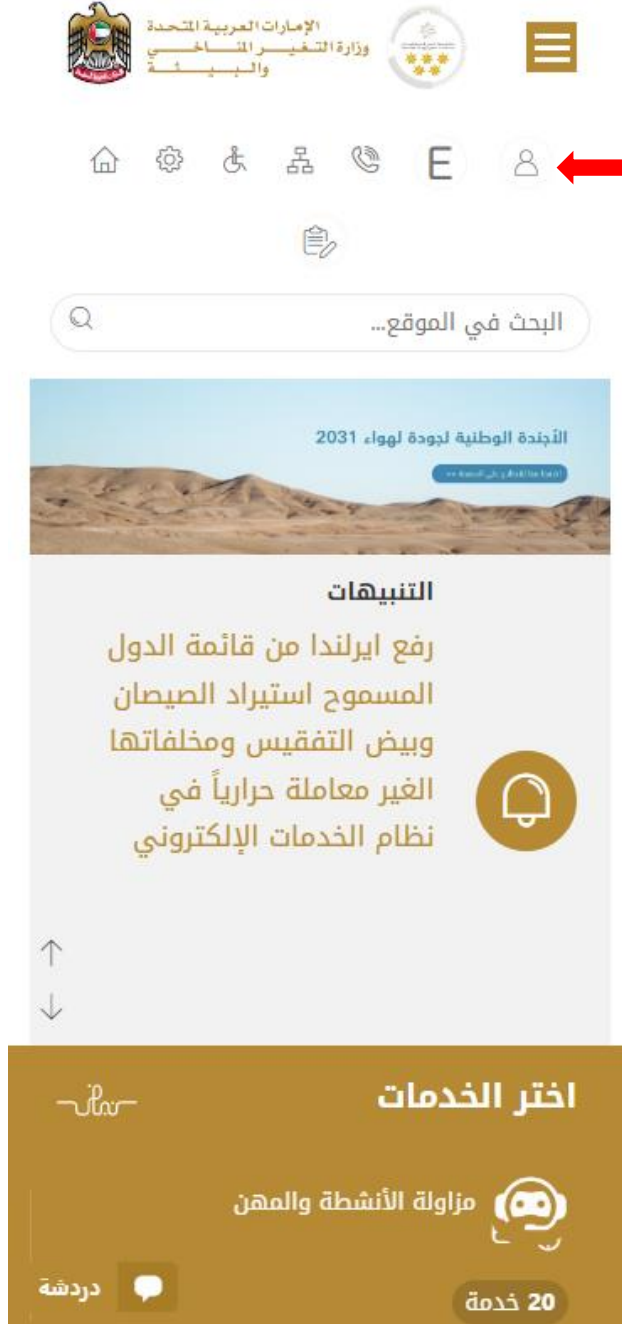 الإمارات العربية المتحدة
وزارة التغير المناخي
والبيئة
E
البحث في الموقع...
الأجندة الوطنية لجودة لهواء 2031
التنبيهات
رفع ايرلندا من قائمة الدول
المسموح استيراد الصيصان
وبيض التفقيس ومخلفاتها
الغير معاملة حرارياً في
نظام الخدمات الإلكتروني
اختر الخدمات
مزاولة الأنشطة والمهن
20 خدمة
دردشة